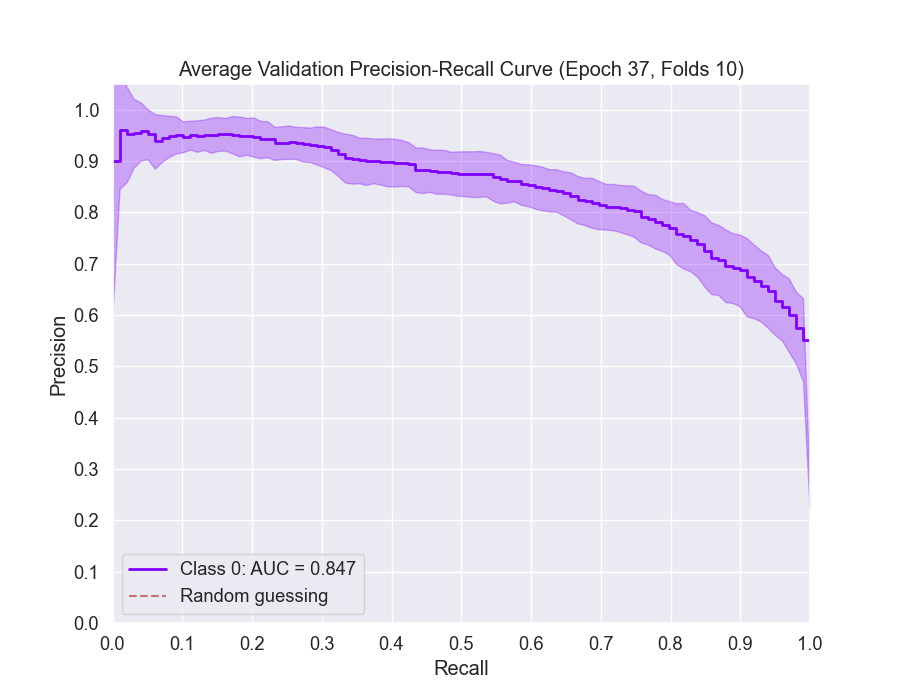 Average Validation Precision-Recall Curve (Epoch 37, Folds 10)
1.0
0.9
0.8
0.7
0.6
0.5
0.4
0.3
0.2
0.1
0.0
Precision
Class 0: AUC = 0.847
Random guessing
0.0 0.1 0.2 0.3 0.4 0.5 0.6 0.7 0.8 0.9 1.0
Recall